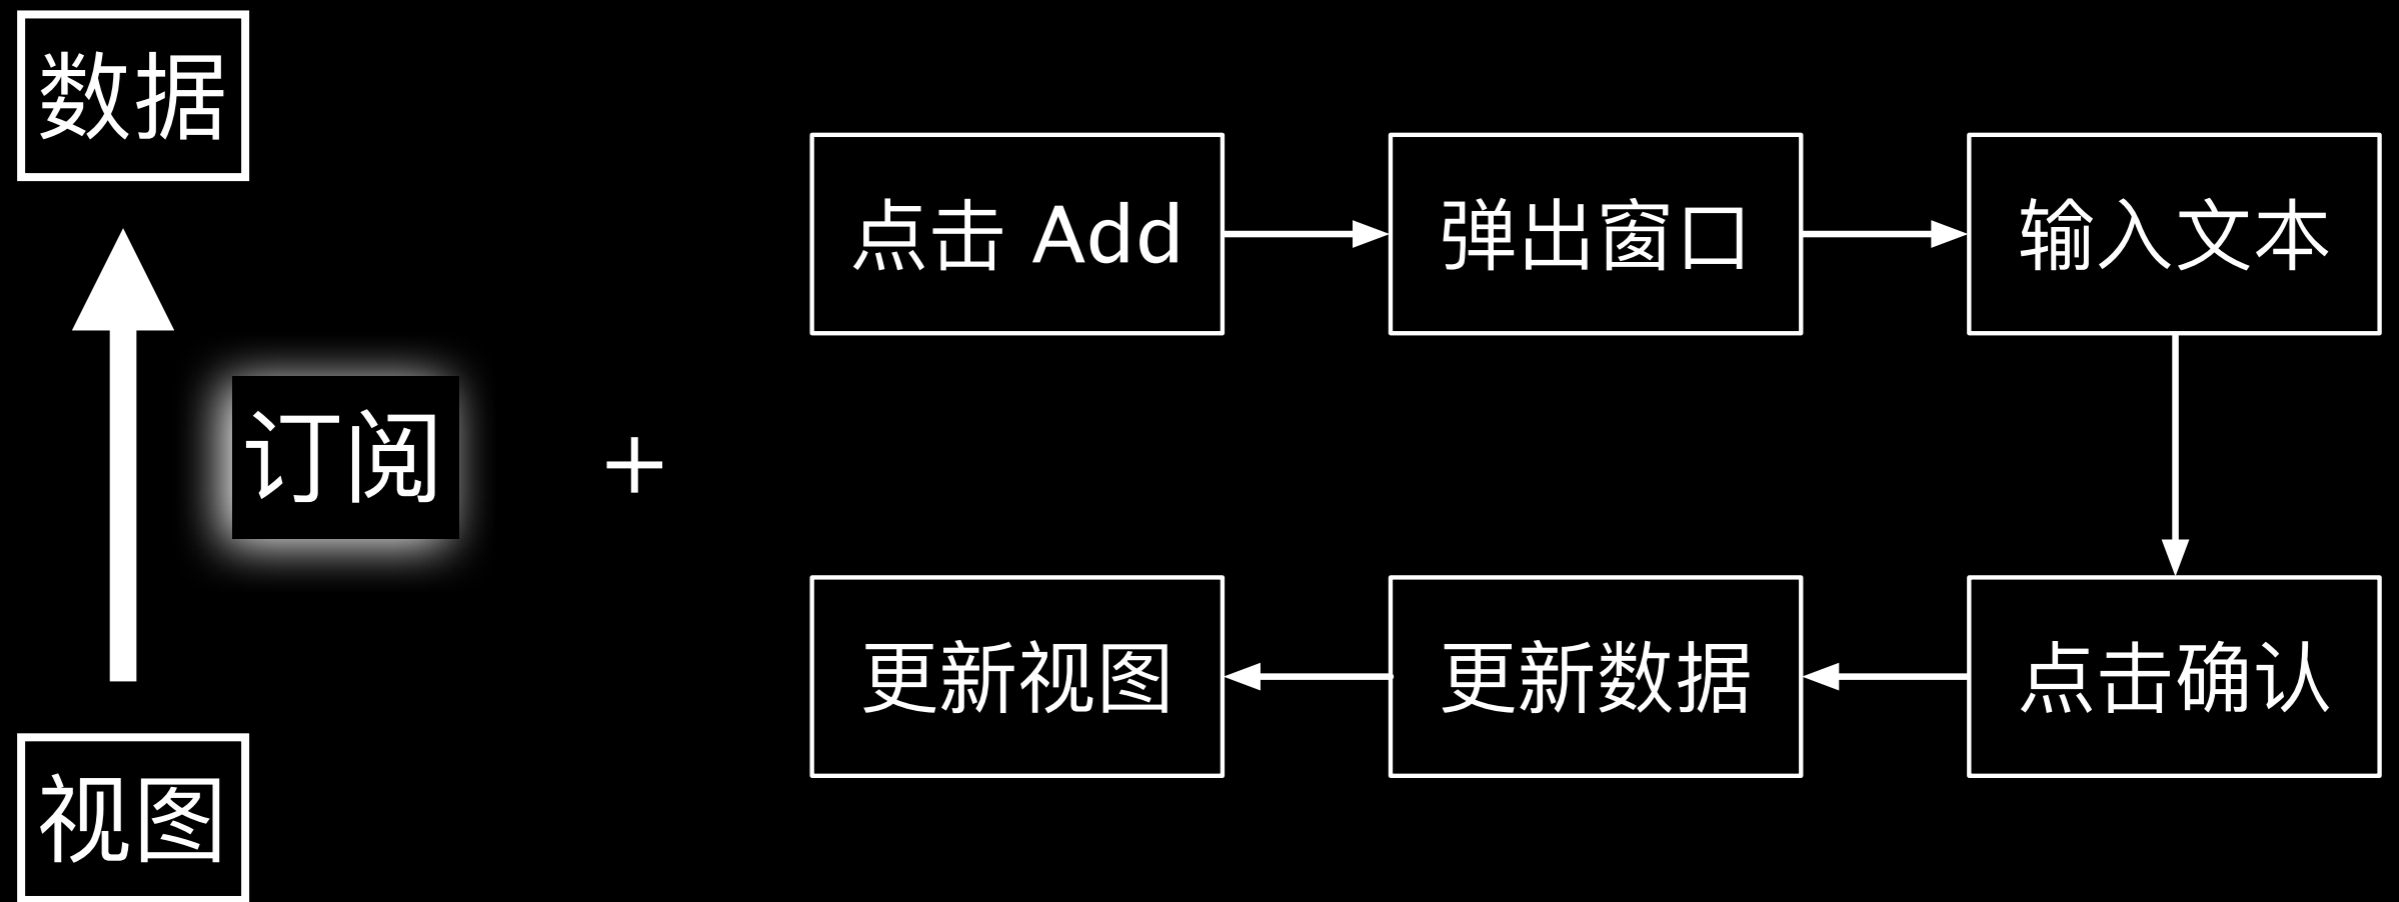 数据
订阅
视图
+
点击 Add
弹出窗口
输入文本
点击确认
更新数据
更新视图